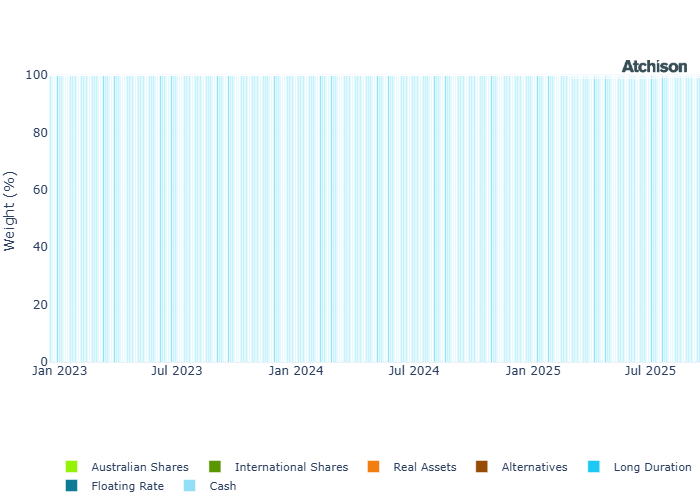 Atchison
100
80
60
40
20
0
Weight (%)
Jan 2023 Jul 2023 Jan 2024 Jul 2024 Jan 2025 Jul 2025
Australian Shares International Shares Real Assets Alternatives Long Duration
Floating Rate Cash